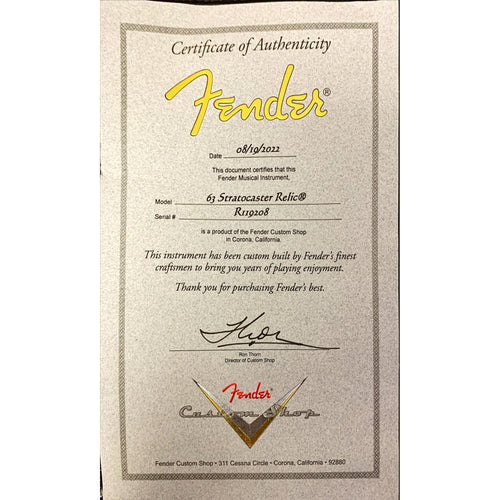 Certificate of Authenticity
Fender®
Date 08/19/2022
This document certifies that this
Fender Musical Instrument,
Model 63 Stratocaster Relic®
Serial # R119208
is a product of the Fender Custom Shop
in Corona, California.
This instrument has been custom built by Fender's finest
craftsmen to bring you years of playing enjoyment.
Thank you for purchasing Fender's best.
Ron Thorn
Director of Custom Shop
Fender
Custom Shop
Fender Custom Shop • 311 Cessna Circle • Corona, California • 92880